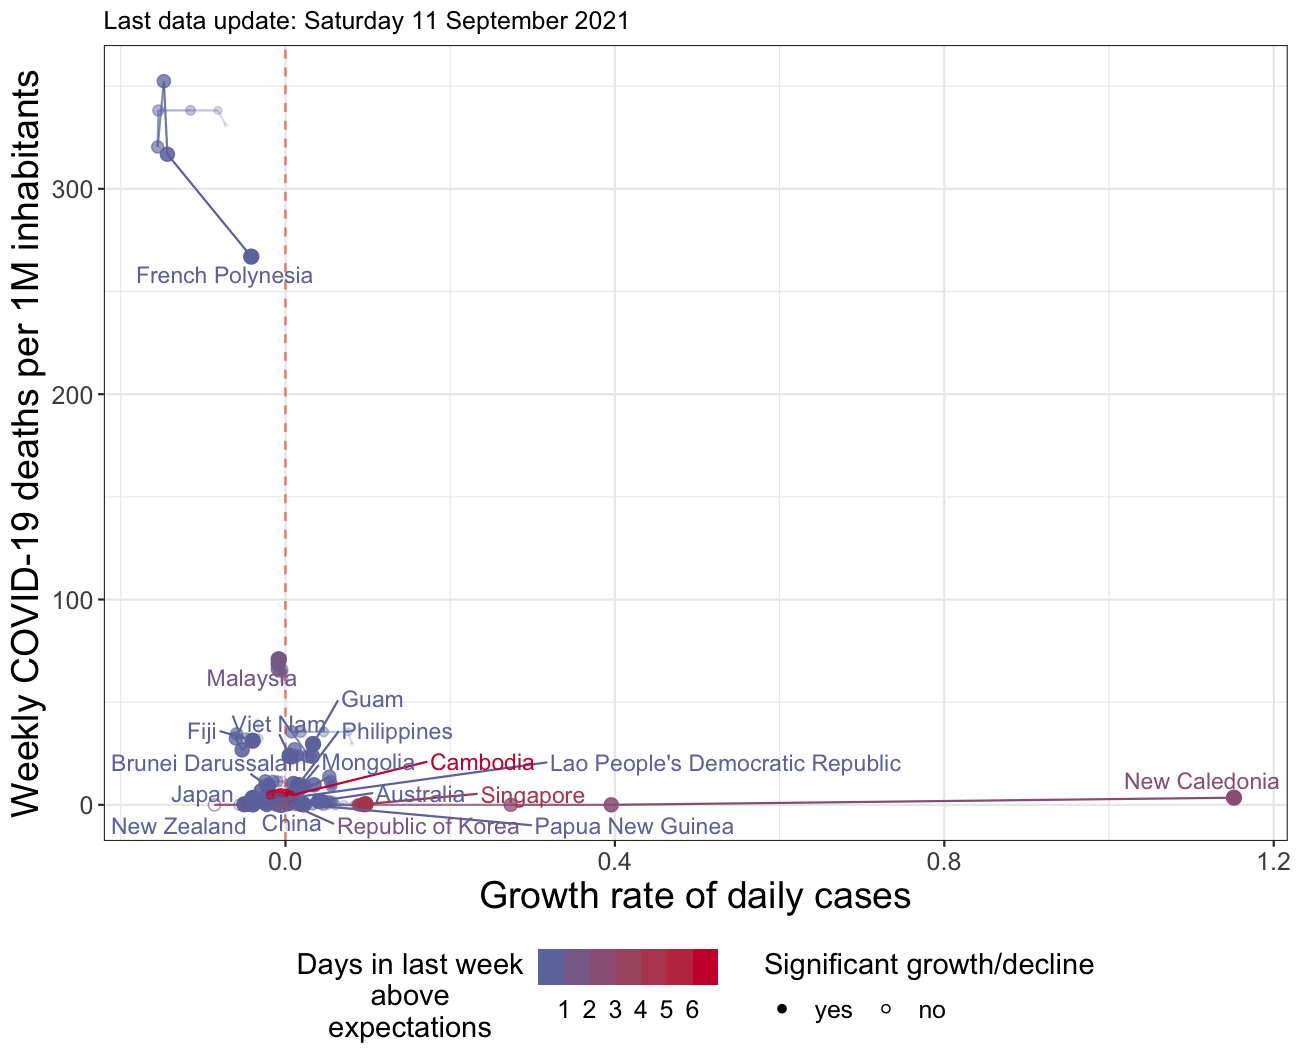 Last data update: Saturday 11 September 2021
Weekly COVID-19 deaths per 1M inhabitants
300
200
100
0
French Polynesia
Malaysia
Guam
Fiji
Viet Nam
Philippines
Brunei Darussalam
Mongolia
Cambodia
Lao People's Democratic Republic
New Caledonia
Japan
Australia
Singapore
New Zealand
China
Republic of Korea
Papua New Guinea
0.0
0.4
0.8
1.2
Growth rate of daily cases
Days in last week
above
expectations
1 2 3 4 5 6
Significant growth/decline
yes
no